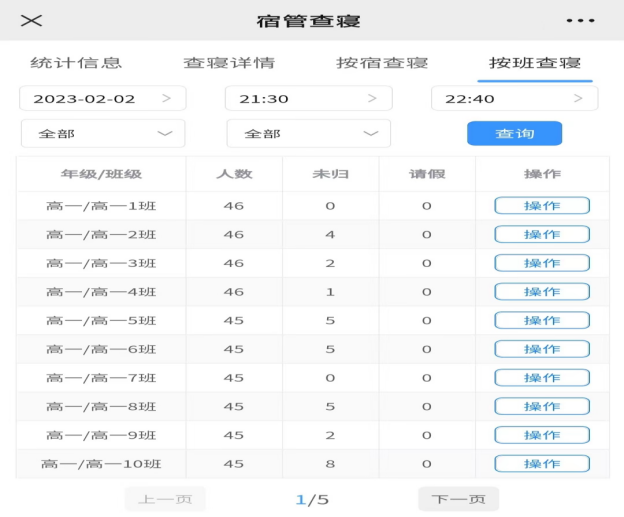 宿管查寝
统计信息 查寝详情 按宿查寝 按班查寝
2023-02-02 > 21:30 > 22:40 >
全部 全部 查询
年级/班级 人数 未归 请假 操作
高一/高一1班 46 0 0 操作
高一/高一2班 46 4 0 操作
高一/高一3班 46 2 0 操作
高一/高一4班 46 1 0 操作
高一/高一5班 45 5 0 操作
高一/高一6班 45 5 0 操作
高一/高一7班 45 0 0 操作
高一/高一8班 45 5 0 操作
高一/高一9班 45 2 0 操作
高一/高一10班 45 8 0 操作
上一页 1/5 下一页